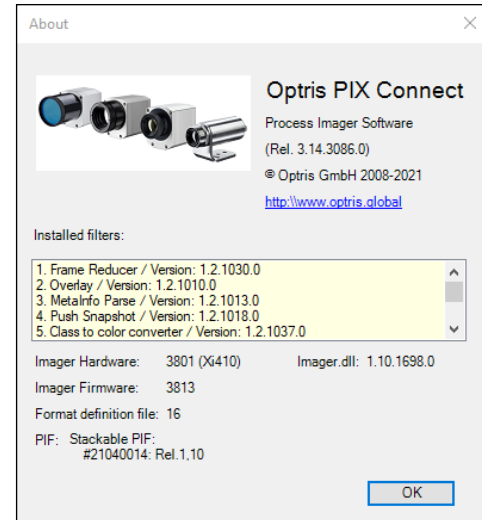 About
Optris PIX Connect
Process Imager Software
(Rel. 3.14.3086.0)
© Optris GmbH 2008-2021
http:\\www.optris.global
Installed filters:
1. Frame Reducer / Version: 1.2.1030.0
2. Overlay / Version: 1.2.1010.0
3. MetaInfo Parse / Version: 1.2.1013.0
4. Push Snapshot / Version: 1.2.1018.0
5. Class to color converter / Version: 1.2.1037.0
Imager Hardware: 3801 (Xi410) Imager.dll: 1.10.1698.0
Imager Firmware: 3813
Format definition file: 16
PIF: Stackable PIF:
#21040014: Rel.1,10
OK